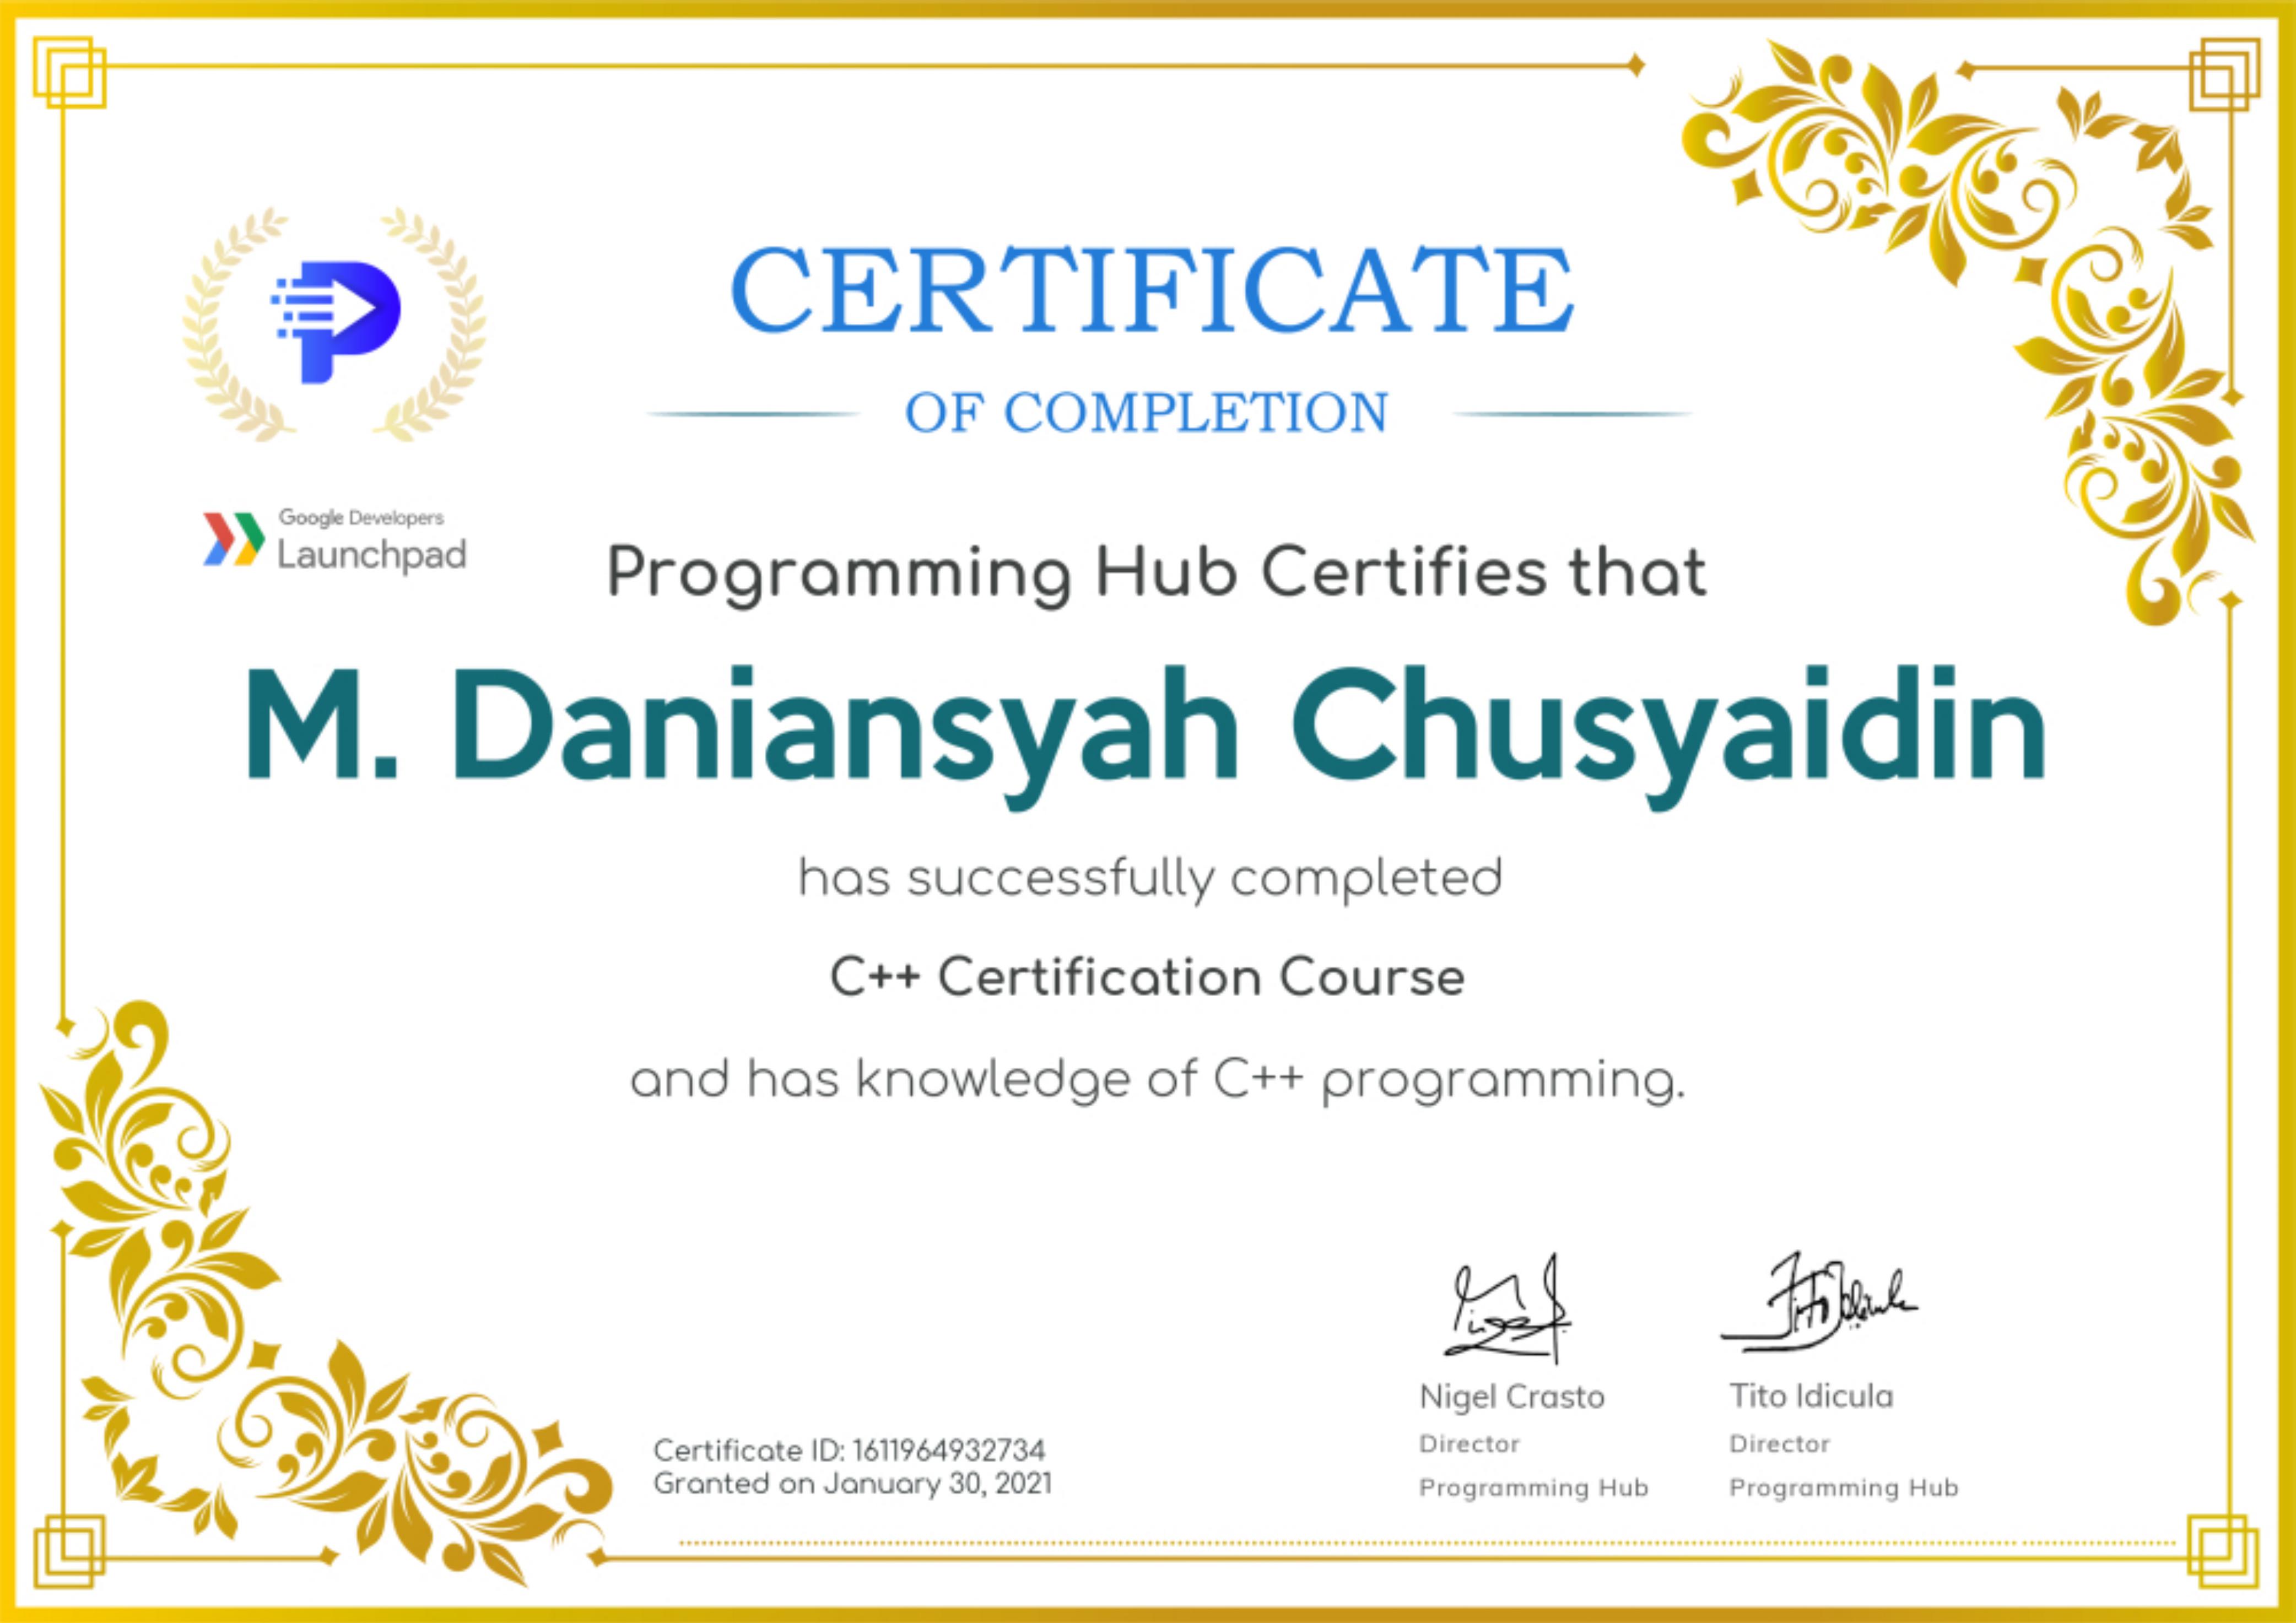 CERTIFICATE
OF COMPLETION
Google Developers
Launchpad
Programming Hub Certifies that
M. Daniansyah Chusyaidin
has successfully completed
C++ Certification Course
and has knowledge of C++ programming.
Nigel Crasto
Director
Programming Hub
Tito Idicula
Director
Programming Hub
Certificate ID: 1611964932734
Granted on January 30, 2021